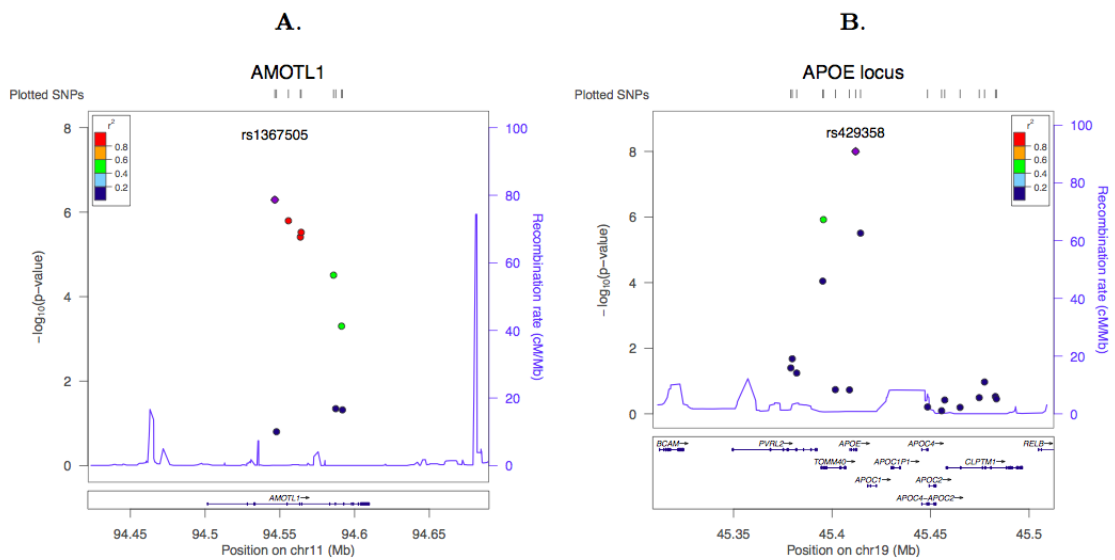 A.
AMOTL1
Plotted SNPs
r²
0.8
0.6
0.4
0.2
rs1367505
8
6
4
2
0
−log10(p−value)
100
80
60
40
20
0
Recombination rate (cM/Mb)
AMOTL1→
94.45 94.5 94.55 94.6 94.65
Position on chr11 (Mb)
B.
APOE locus
Plotted SNPs
rs429358
r²
0.8
0.6
0.4
0.2
8
6
4
2
0
−log10(p−value)
100
80
60
40
20
0
Recombination rate (cM/Mb)
BCAM→ PVRL2→ APOE→ APOC4→ RELB→
TOMM40→ APOC1P1→ CLPTM1→
APOC1→ APOC2→
APOC4−APOC2→
45.35 45.4 45.45 45.5
Position on chr19 (Mb)